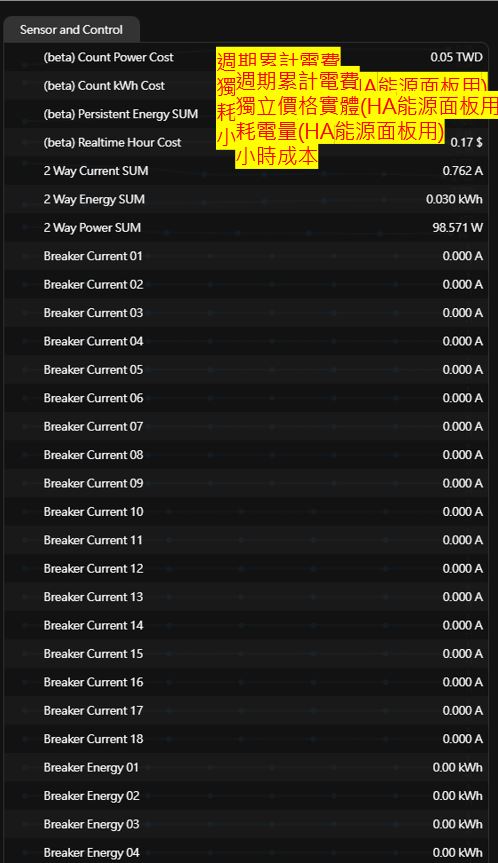 Sensor and Control
(beta) Count Power Cost
週期累計電費
0.05 TWD
週期累計電費
(beta) Count kWh Cost
獨
IA能源面板用)
獨立價格實體(HA能源面板用
(beta) Persistent Energy SUM
耗
耗電量(HA能源面板用)
(beta) Realtime Hour Cost
小
0.17 $
小時成本
2 Way Current SUM 0.762 A
2 Way Energy SUM 0.030 kWh
2 Way Power SUM 98.571 W
Breaker Current 01 0.000 A
Breaker Current 02 0.000 A
Breaker Current 03 0.000 A
Breaker Current 04 0.000 A
Breaker Current 05 0.000 A
Breaker Current 06 0.000 A
Breaker Current 07 0.000 A
Breaker Current 08 0.000 A
Breaker Current 09 0.000 A
Breaker Current 10 0.000 A
Breaker Current 11 0.000 A
Breaker Current 12 0.000 A
Breaker Current 13 0.000 A
Breaker Current 14 0.000 A
Breaker Current 15 0.000 A
Breaker Current 16 0.000 A
Breaker Current 17 0.000 A
Breaker Current 18 0.000 A
Breaker Energy 01 0.00 kWh
Breaker Energy 02 0.00 kWh
Breaker Energy 03 0.00 kWh
Breaker Energy 04 0.00 kWh